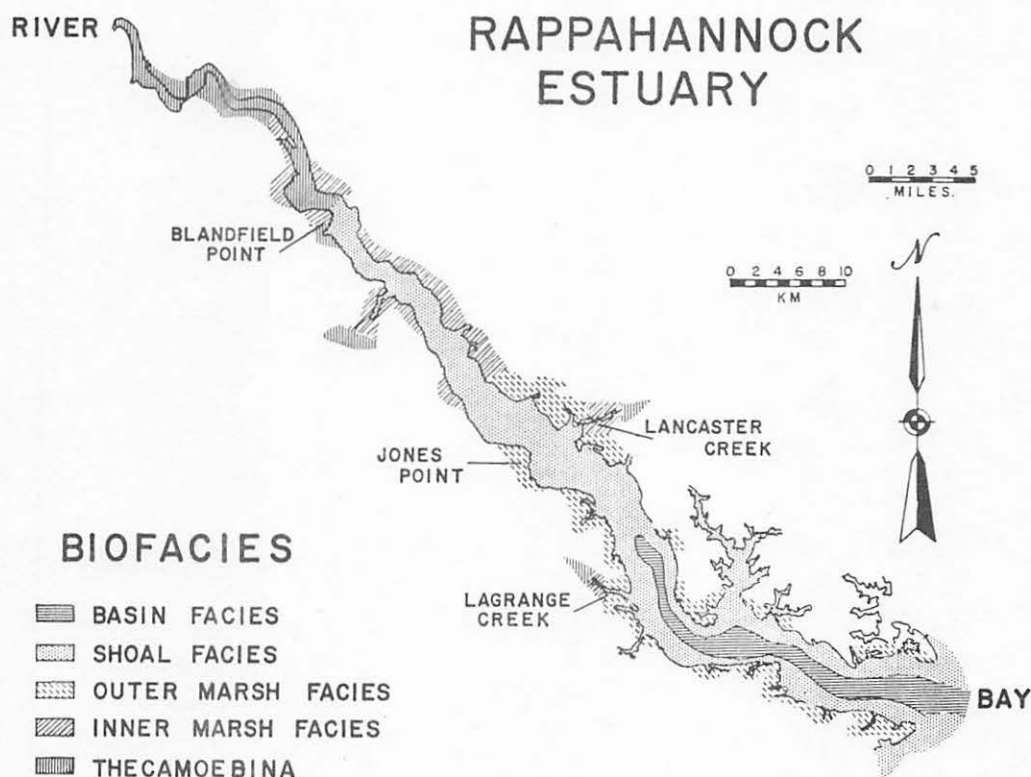 RIVER
RAPPAHANNOCK
ESTUARY
0 1 2 3 4 5
MILES.
BLANDFIELD
POINT
N
0 2 4 6 8 10
KM
LANCASTER
CREEK
JONES
POINT
BIOFACIES
LAGRANGE
CREEK
BASIN FACIES
SHOAL FACIES
OUTER MARSH FACIES
BAY
INNER MARSH FACIES
THECAMOEBINA